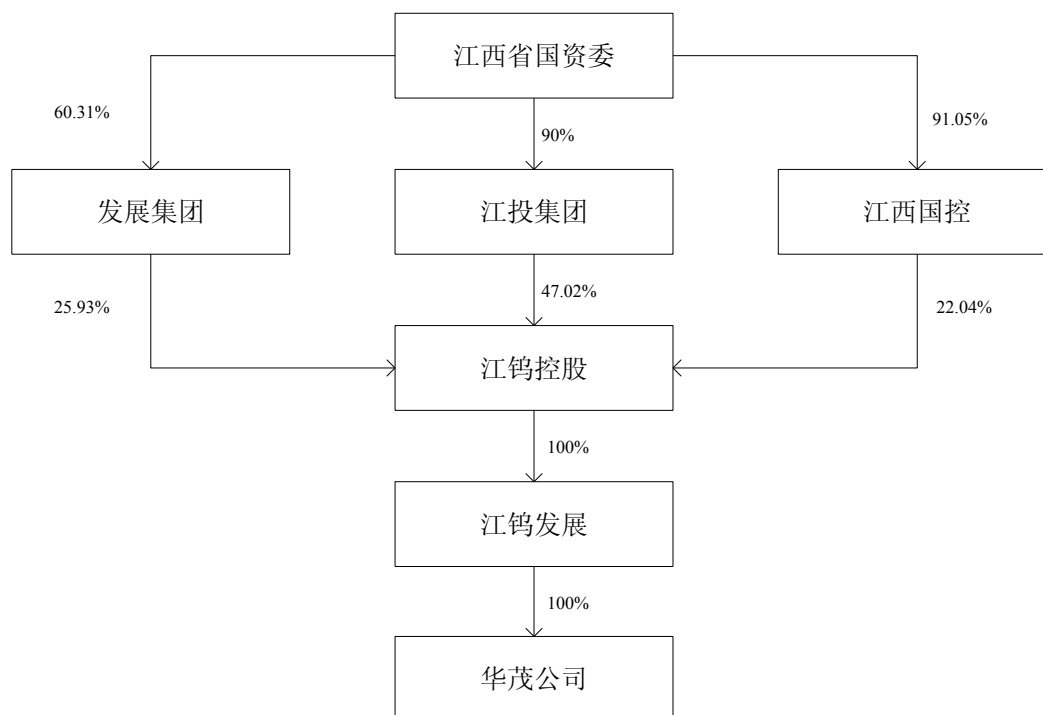 江西省国资委
60.31%
90%
91.05%
发展集团
江投集团
江西国控
25.93%
47.02%
22.04%
江钨控股
100%
江钨发展
100%
华茂公司